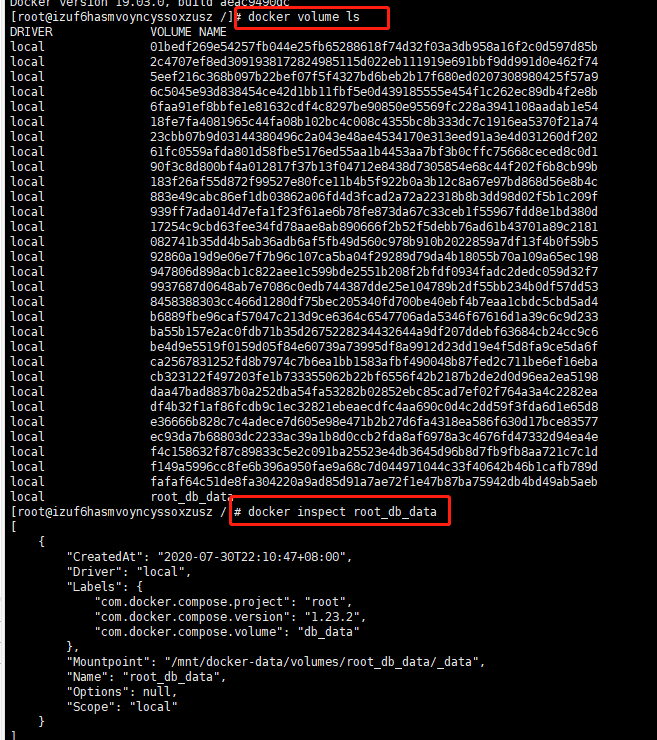 Docker version 19.03.0, build aeac9490dc
[root@izuf6hasmvoyncyssoxzusz /]# docker volume ls
DRIVER              VOLUME NAME
local               01bedf269e54257fb044e25fb65288618f74d32f03a3db958a16f2c0d597d85b
local               2c4707ef8ed3091938172824985115d022eb111919e691bbf9dd991d0e462f74
local               5eef216c368b097b22bef07f5f4327bd6beb2b17f680ed0207308980425f57a9
local               6c5045e93d838454ce42d1bb11fbf5e0d439185555e454f1c262ec89db4f2e8b
local               6faa91ef8bbfe1e81632cdf4c8297be90850e95569fc228a3941108aadab1e54
local               18fe7fa4081965c44fa08b102bc4c008c4355bc8b333dc7c1916ea5370f21a74
local               23cbb07b9d03144380496c2a043e48ae4534170e313eed91a3e4d031260df202
local               61fc0559afda801d58fbe5176ed55aa1b4453aa7bf3b0cffc75668ceced8c0d1
local               90f3c8d800bf4a012817f37b13f04712e8438d7305854e68c44f202f6b8cb99b
local               183f26af55d872f99527e80fce11b4b5f922b0a3b12c8a67e97bd868d56e8b4c
local               883e49cabc86ef1db03862a06fd4d3fcad2a72a22318b8b3dd98d02f5b1c209f
local               939ff7ada014d7efa1f23f61ae6b78fe873da67c33ceb1f55967fdd8e1bd380d
local               17254c9cbd63fee34fd78aae8ab890666f2b52f5debb76ad61b43701a89c2181
local               082741b35dd4b5ab36adb6af5fb49d560c978b910b2022859a7df13f4b0f59b5
local               92860a19d9e06e7f7b96c107ca5ba04f29289d79da4b18055b70a109a65ec198
local               947806d898acb1c822aee1c599bde2551b208f2bfdf0934fadc2dedc059d32f7
local               9937687d0648ab7e7086c0edb744387dde25e104789b2df55bb234b0df57dd53
local               8458388303cc466d1280df75bec205340fd700be40ebf4b7eaa1cbdc5cbd5ad4
local               b6889fbe96caf57047c213d9ce6364c6547706ada5346f67616d1a39c6c9d233
local               ba55b157e2ac0fdb71b35d2675228234432644a9df207ddebf63684cb24cc9c6
local               be4d9e5519f0159d05f84e60739a73995df8a9912d23dd19e4f5d8fa9ce5da6f
local               ca2567831252fd8b7974c7b6ea1bb1583afbf490048b87fed2c711be6ef16eba
local               cb323122f497203fe1b733355062b22bf6556f42b2187b2de2d0d96ea2ea5198
local               daa47bad8837b0a252dba54fa53282b02852ebc85cad7ef02f764a3a4c2282ea
local               df4b32f1af86fcdb9c1ec32821ebeaecdfc4aa690c0d4c2dd59f3fda6d1e65d8
local               e36666b828c7c4adece7d605e98e471b2b27d6fa4318ea586f630d17bce83577
local               ec93da7b68803dc2233ac39a1b8d0ccb2fda8af6978a3c4676fd47332d94ea4e
local               f4c158632f87c89833c5e2c091ba25523e4db3645d96b8d7fb9fb8aa721c7c1d
local               f149a5996cc8fe6b396a950fae9a68c7d044971044c33f40642b46b1cafb789d
local               fafaf64c51de8fa304220a9ad85d91a7ae72f1e47b87ba75942db4bd49ab5aeb
local               root_db_data
[root@izuf6hasmvoyncyssoxzusz / # docker inspect root_db_data
[
    {
        "CreatedAt": "2020-07-30T22:10:47+08:00",
        "Driver": "local",
        "Labels": {
            "com.docker.compose.project": "root",
            "com.docker.compose.version": "1.23.2",
            "com.docker.compose.volume": "db_data"
        },
        "Mountpoint": "/mnt/docker-data/volumes/root_db_data/_data",
        "Name": "root_db_data",
        "Options": null,
        "Scope": "local"
    }
]